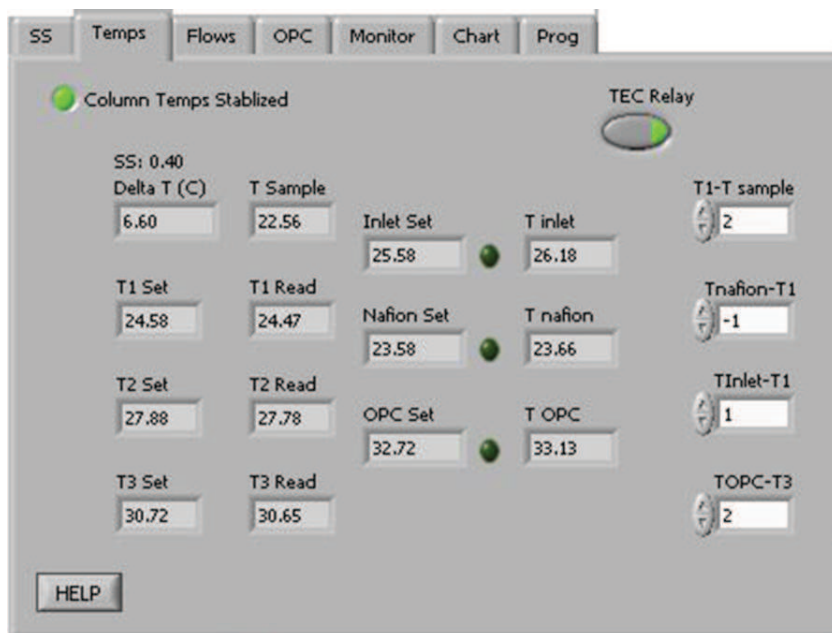 SS Temps Flows OPC Monitor Chart Prog
Column Temps Stablized
TEC Relay
SS: 0.40
Delta T (C) T Sample T1-T sample
6.60 22.56 2
Inlet Set T inlet
25.58 26.18
T1 Set T1 Read Tnafion-T1
24.58 24.47 -1
Nafion Set T nafion
23.58 23.66
T2 Set T2 Read TInlet-T1
27.88 27.78 1
OPC Set T OPC
32.72 33.13
T3 Set T3 Read TOPC-T3
30.72 30.65 2
HELP